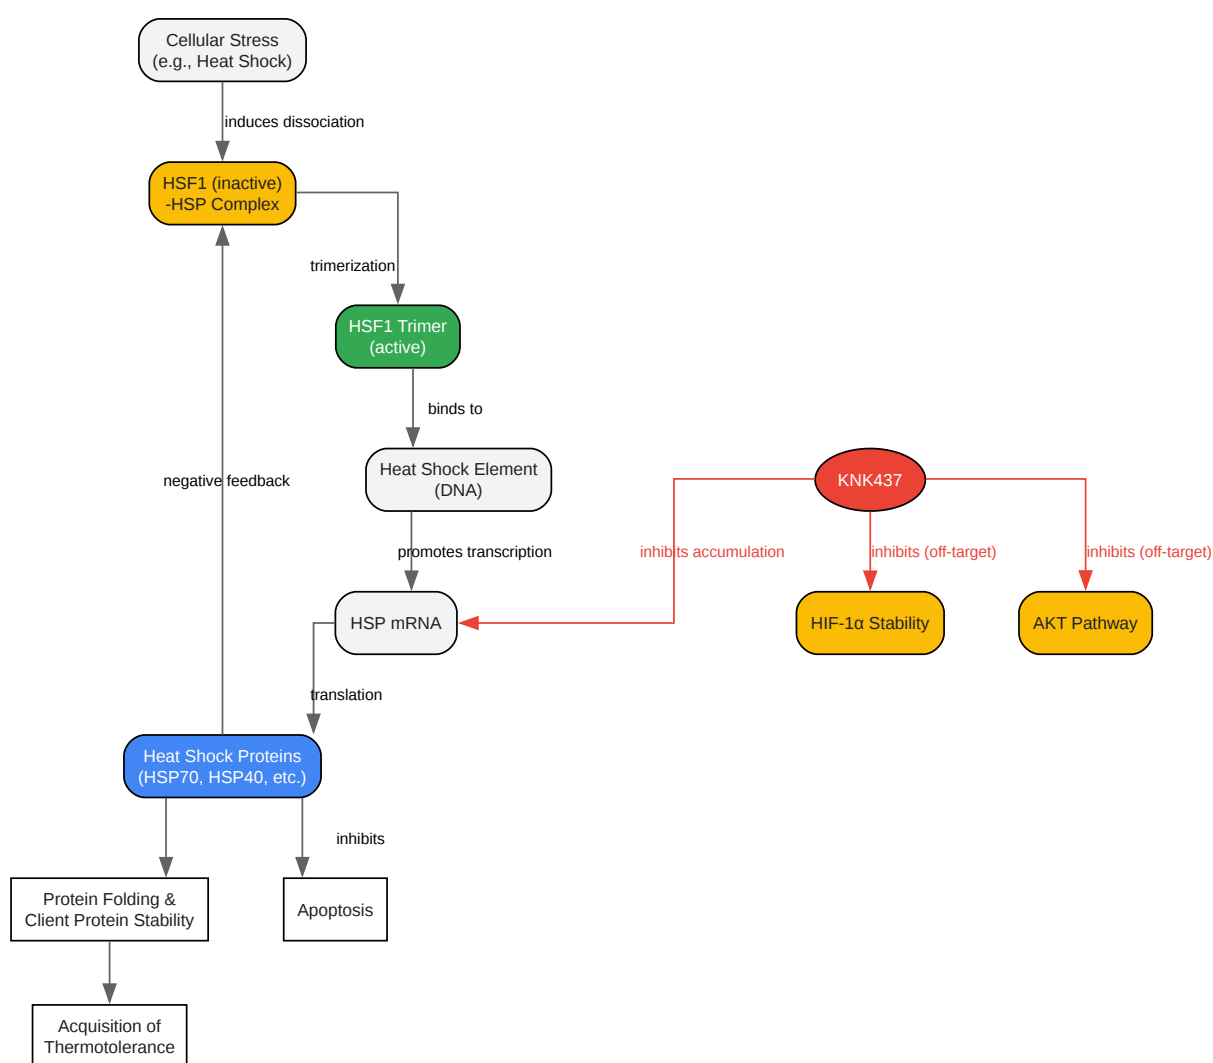 Cellular Stress
(e.g., Heat Shock)
induces dissociation
HSF1 (inactive)
-HSP Complex
trimerization
HSF1 Trimer
(active)
binds to
Heat Shock Element
(DNA)
KNK437
negative feedback
promotes transcription
inhibits accumulation
inhibits (off-target)
inhibits (off-target)
HSP mRNA
HIF-1α Stability
AKT Pathway
translation
Heat Shock Proteins
(HSP70, HSP40, etc.)
inhibits
Protein Folding &
Client Protein Stability
Apoptosis
Acquisition of
Thermotolerance